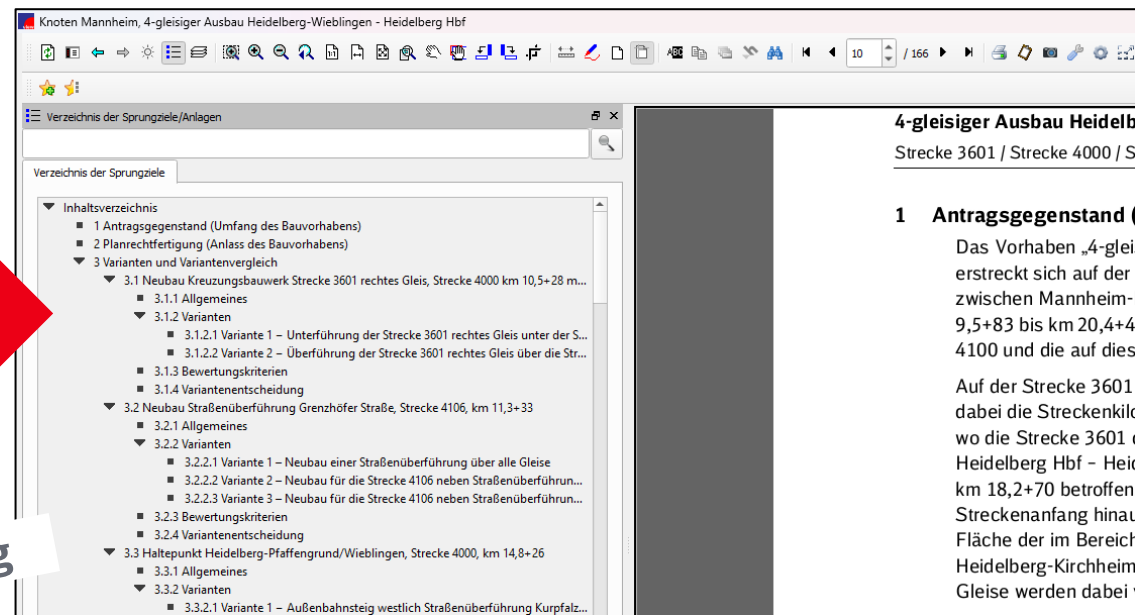 Knoten Mannheim, 4-gleisiger Ausbau Heidelberg-Wieblingen - Heidelberg Hbf
10 / 166
Verzeichnis der Sprungziele/Anlagen
Verzeichnis der Sprungziele
Inhaltsverzeichnis
1 Antragsgegenstand (Umfang des Bauvorhabens)
2 Planrechtfertigung (Anlass des Bauvorhabens)
3 Varianten und Variantenvergleich
3.1 Neubau Kreuzungsbauwerk Strecke 3601 rechtes Gleis, Strecke 4000 km 10,5+28 m...
3.1.1 Allgemeines
3.1.2 Varianten
3.1.2.1 Variante 1 – Unterführung der Strecke 3601 rechtes Gleis unter der S...
3.1.2.2 Variante 2 – Überführung der Strecke 3601 rechtes Gleis über die Str...
3.1.3 Bewertungskriterien
3.1.4 Variantenentscheidung
3.2 Neubau Straßenüberführung Grenzhöfer Straße, Strecke 4106, km 11,3+33
3.2.1 Allgemeines
3.2.2 Varianten
3.2.2.1 Variante 1 – Neubau einer Straßenüberführung über alle Gleise
3.2.2.2 Variante 2 – Neubau für die Strecke 4106 neben Straßenüberführun...
3.2.2.3 Variante 3 – Neubau für die Strecke 4106 neben Straßenüberführun...
3.2.3 Bewertungskriterien
3.2.4 Variantenentscheidung
3.3 Haltepunkt Heidelberg-Pfaffengrund/Wieblingen, Strecke 4000, km 14,8+26
3.3.1 Allgemeines
3.3.2 Varianten
3.3.2.1 Variante 1 – Außenbahnsteig westlich Straßenüberführung Kurpfalz...
g
4-gleisiger Ausbau Heidelb
Strecke 3601 / Strecke 4000 / S
1 Antragsgegenstand (
Das Vorhaben „4-glei
erstreckt sich auf der
zwischen Mannheim-
9,5+83 bis km 20,4+4
4100 und die auf dies
Auf der Strecke 3601
dabei die Streckenkilo
wo die Strecke 3601
Heidelberg Hbf – Heid
km 18,2+70 betroffen
Streckenanfang hinau
Fläche der im Bereich
Heidelberg-Kirchheim
Gleise werden dabei